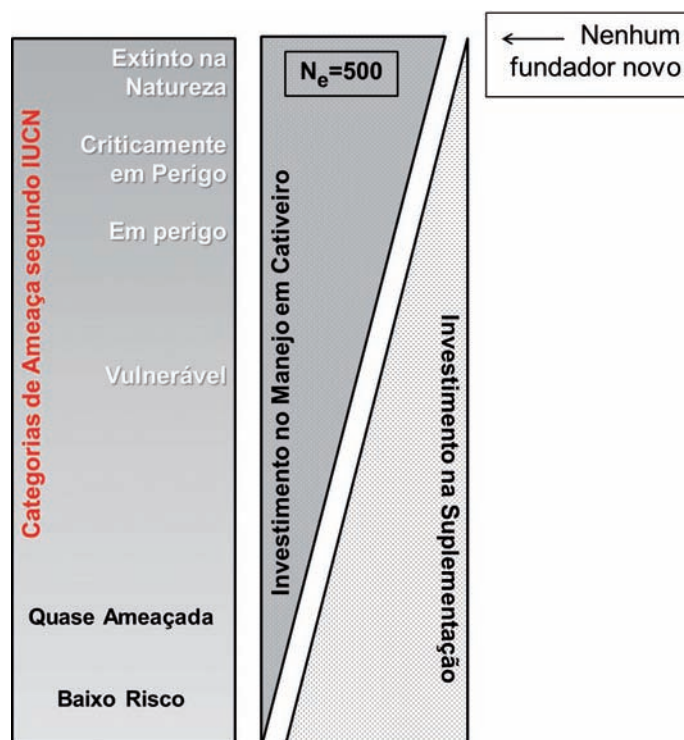 Categorias de Ameaça segundo IUCN
Extinto na
Natureza
Criticamente
em Perigo
Em perigo
Vulnerável
Quase Ameaçada
Baixo Risco
Investimento no Manejo em Cativeiro
Ne=500
Investimento na Suplementação
← Nenhum
fundador novo